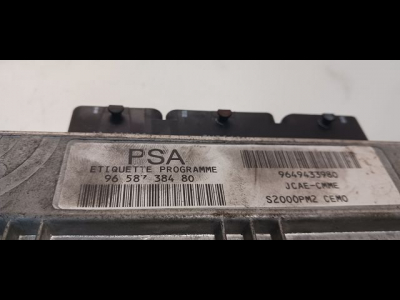 PSA
ETIQUETTE PROGRAMME
96 587 384 80
9649433980
JCAE-CMME
S2000PM2 CEMO